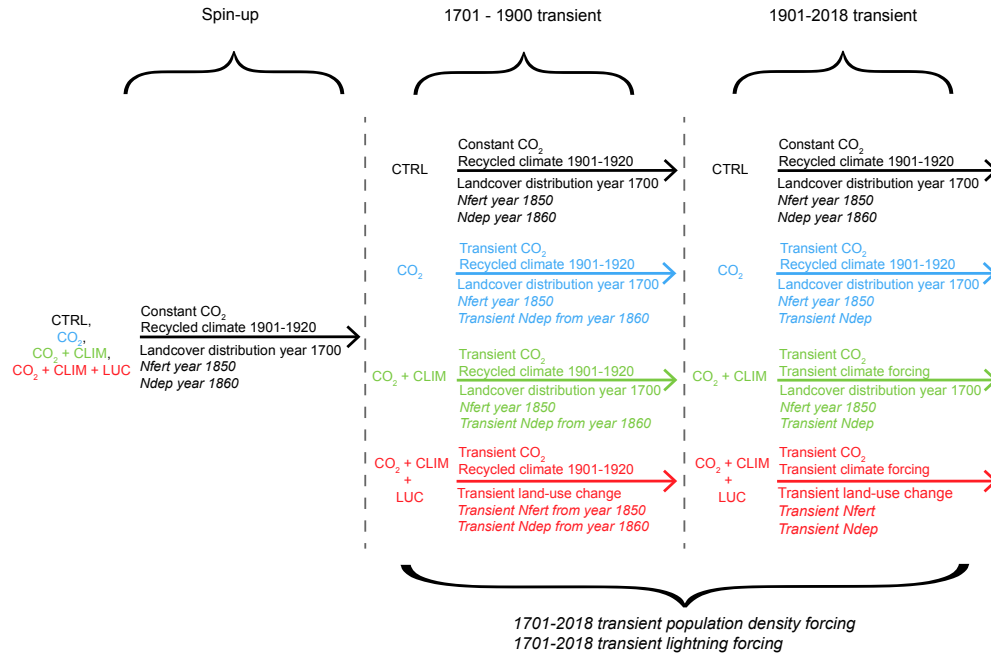 Spin-up
1701 - 1900 transient
1901-2018 transient
CTRL,
CO₂,
CO₂ + CLIM,
CO₂ + CLIM + LUC
Constant CO₂
Recycled climate 1901-1920
Landcover distribution year 1700
Nfert year 1850
Ndep year 1860
CTRL
Constant CO₂
Recycled climate 1901-1920
Landcover distribution year 1700
Nfert year 1850
Ndep year 1860
CTRL
Constant CO₂
Recycled climate 1901-1920
Landcover distribution year 1700
Nfert year 1850
Ndep year 1860
CO₂
Transient CO₂
Recycled climate 1901-1920
Landcover distribution year 1700
Nfert year 1850
Transient Ndep from year 1860
CO₂
Transient CO₂
Recycled climate 1901-1920
Landcover distribution year 1700
Nfert year 1850
Transient Ndep
CO₂ + CLIM
Transient CO₂
Recycled climate 1901-1920
Landcover distribution year 1700
Nfert year 1850
Transient Ndep from year 1860
CO₂ + CLIM
Transient CO₂
Transient climate forcing
Landcover distribution year 1700
Nfert year 1850
Transient Ndep
CO₂ + CLIM
+
LUC
Transient CO₂
Recycled climate 1901-1920
Transient land-use change
Transient Nfert from year 1850
Transient Ndep from year 1860
CO₂ + CLIM
+
LUC
Transient CO₂
Transient climate forcing
Transient land-use change
Transient Nfert
Transient Ndep
1701-2018 transient population density forcing
1701-2018 transient lightning forcing